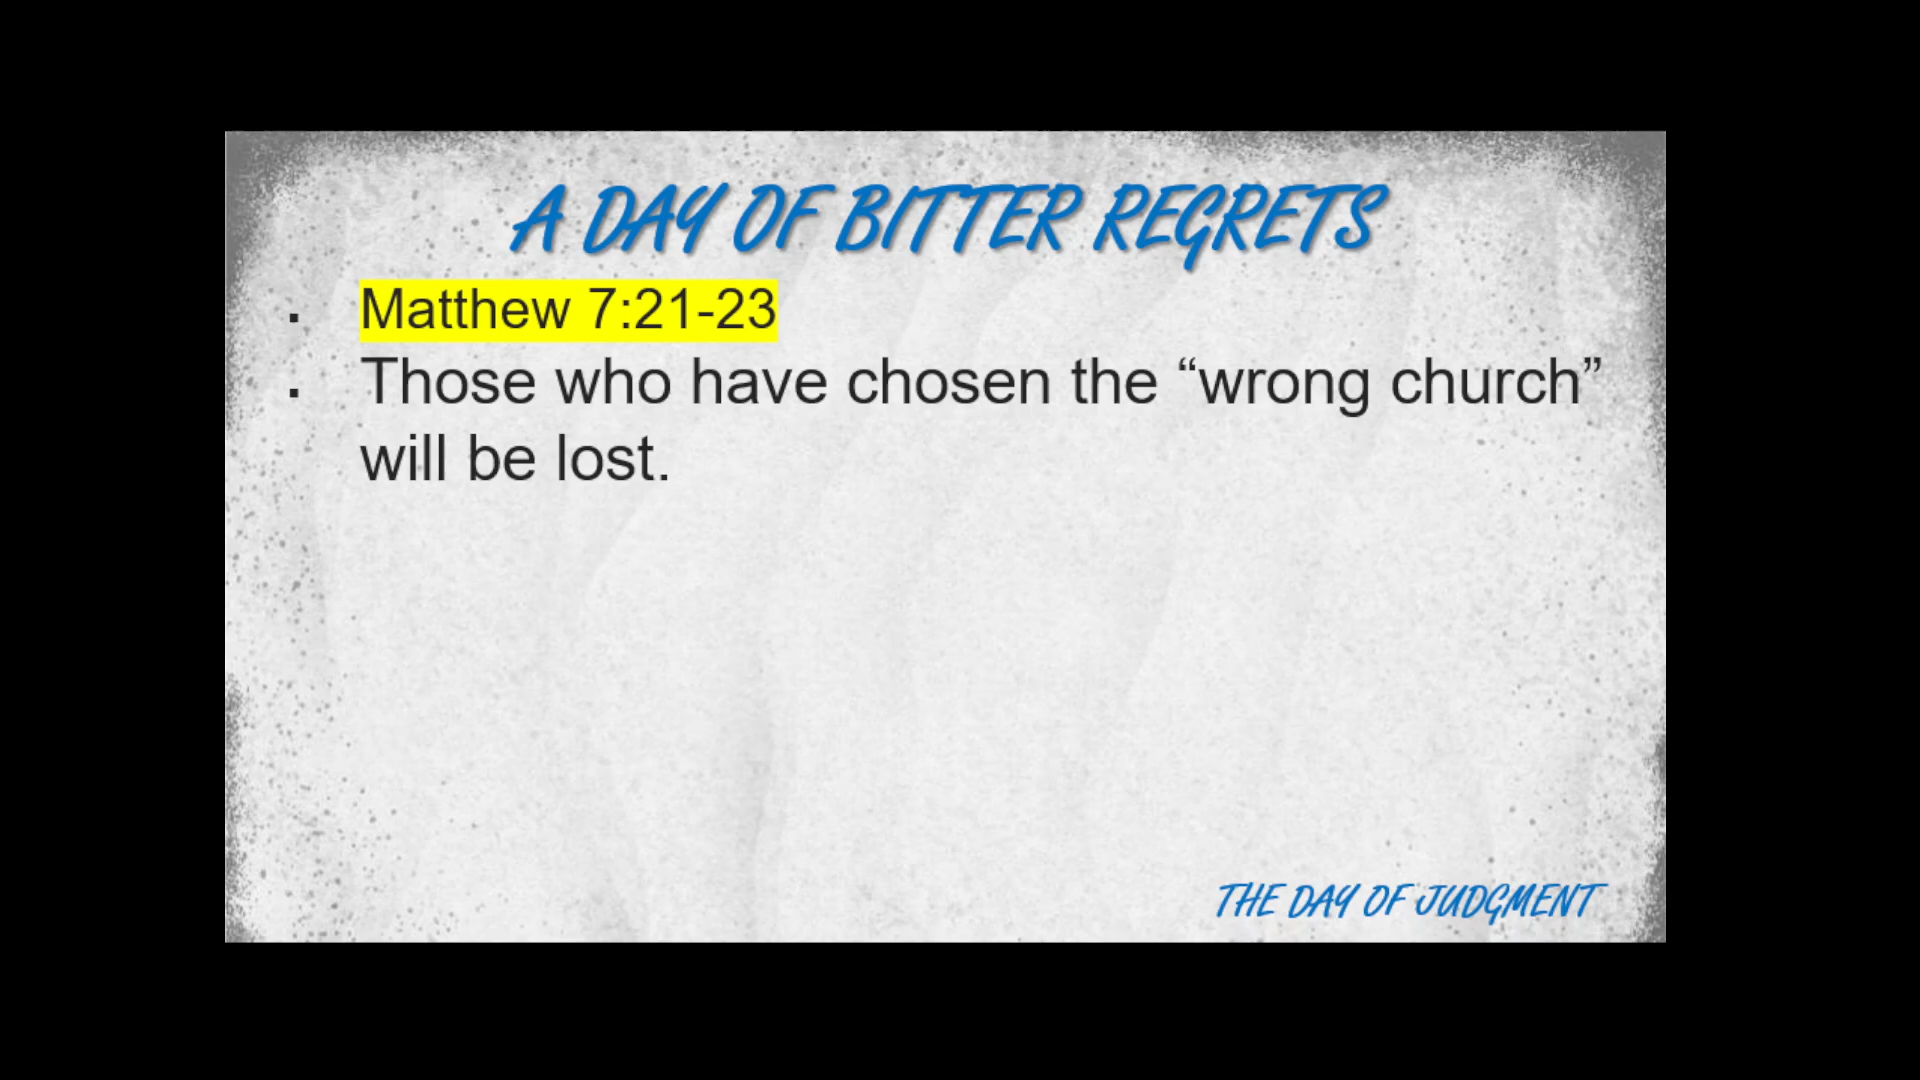 A DAY OF BITTER REGRETS
▪ Matthew 7:21-23
▪ Those who have chosen the “wrong church”
will be lost.
THE DAY OF JUDGMENT